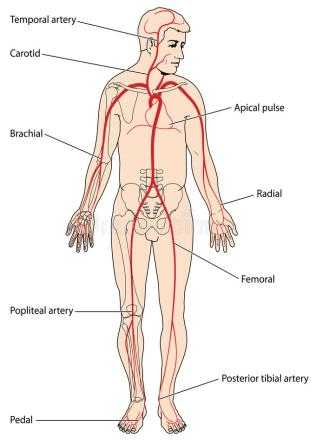 Temporal artery
Carotid
Apical pulse
Brachial
Radial
Femoral
Popliteal artery
Posterior tibial artery
Pedal